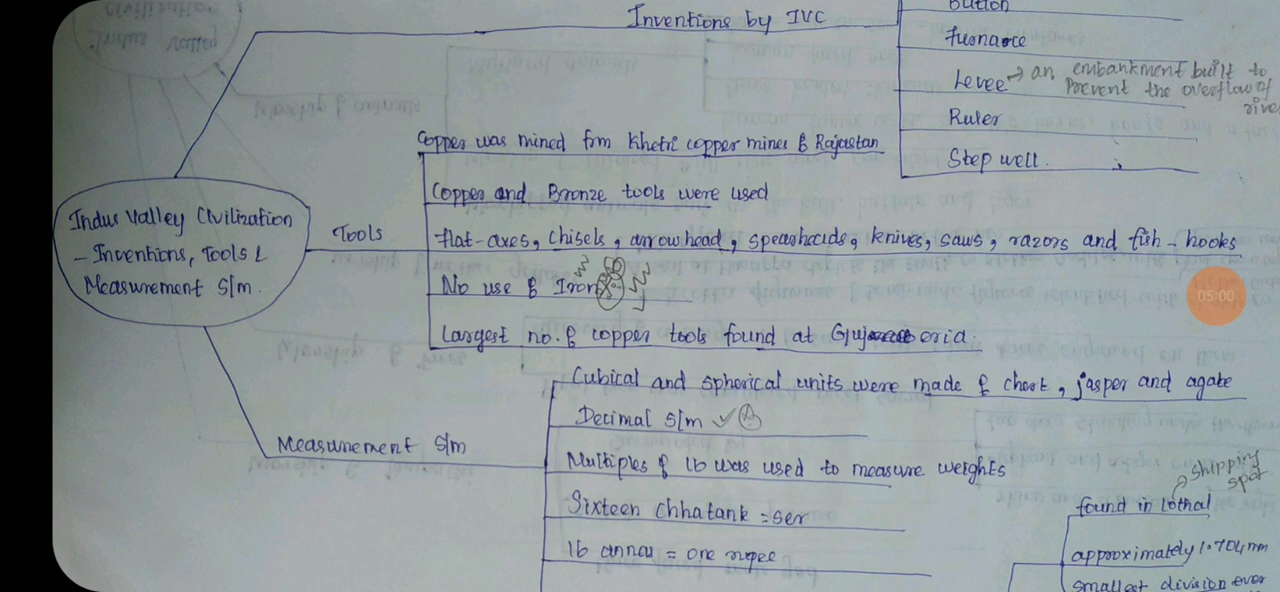 Inventions by IVC
Button
Furnace
Levee → an embankment built to
prevent the overflow of
river
Ruler
Step well.
Copper was mined frm Khetri copper mines of Rajastan
Copper and Bronze tools were used
flat-axes, chisels, arrowhead, spearheads, knives, saws, razors and fish-hooks
Tools
No use of Iron
Largest no. of copper tools found at Gujeria.
05:00
Indus Valley Civilization
- Inventions, Tools &
Measurement S/m.
Measurement S/m
Cubical and spherical units were made of chert, jasper and agate
Decimal S/m ✓
Multiples of 16 was used to measure weights
Sixteen Chhatank = ser
16 annas = one rupee
shipping
spot
found in lothal
approximately 1.704mm
smallest division ever